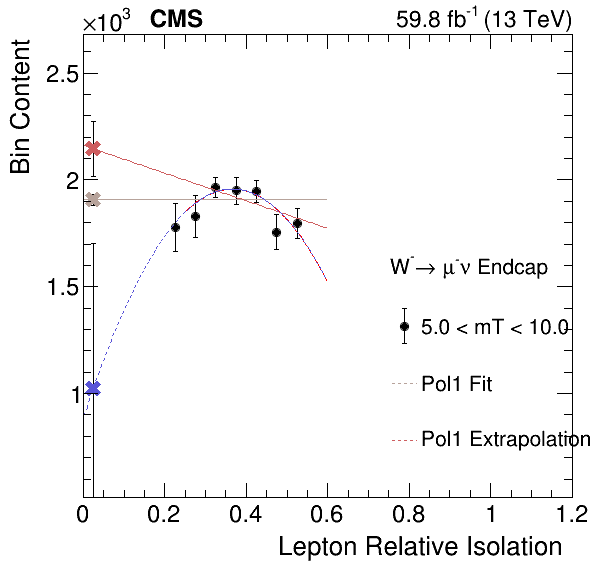 ×10³ CMS 59.8 fb⁻¹ (13 TeV)
Bin Content
2.5
2
1.5
1
W⁻→ μ⁻ν Endcap
5.0 < mT < 10.0
Pol1 Fit
Pol1 Extrapolation
0 0.2 0.4 0.6 0.8 1 1.2
Lepton Relative Isolation